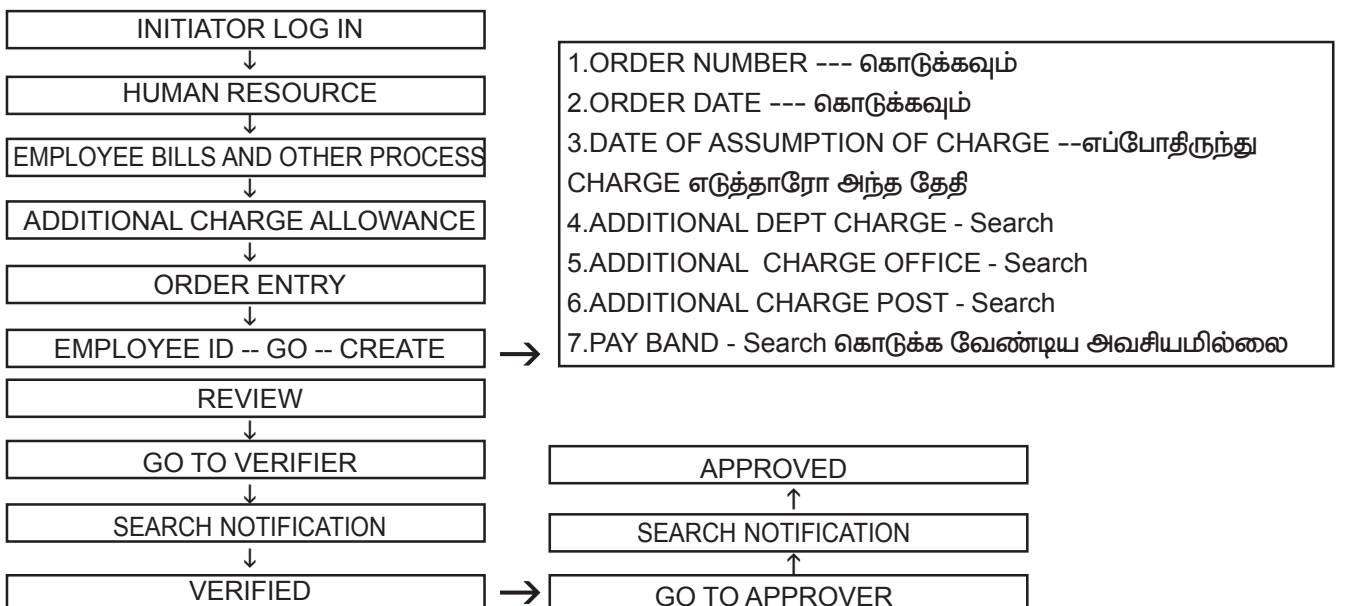 INITIATOR LOG IN
↓
HUMAN RESOURCE
↓
EMPLOYEE BILLS AND OTHER PROCESS
↓
ADDITIONAL CHARGE ALLOWANCE
↓
ORDER ENTRY
↓
EMPLOYEE ID -- GO -- CREATE →
1.ORDER NUMBER --- கொடுக்கவும்
2.ORDER DATE --- கொடுக்கவும்
3.DATE OF ASSUMPTION OF CHARGE --எப்போதிருந்து
CHARGE எடுத்தாரோ அந்த தேதி
4.ADDITIONAL DEPT CHARGE - Search
5.ADDITIONAL CHARGE OFFICE - Search
6.ADDITIONAL CHARGE POST - Search
7.PAY BAND - Search கொடுக்க வேண்டிய அவசியமில்லை
REVIEW
↓
GO TO VERIFIER
↓
SEARCH NOTIFICATION
↓
VERIFIED →
GO TO APPROVER
↑
SEARCH NOTIFICATION
↑
APPROVED